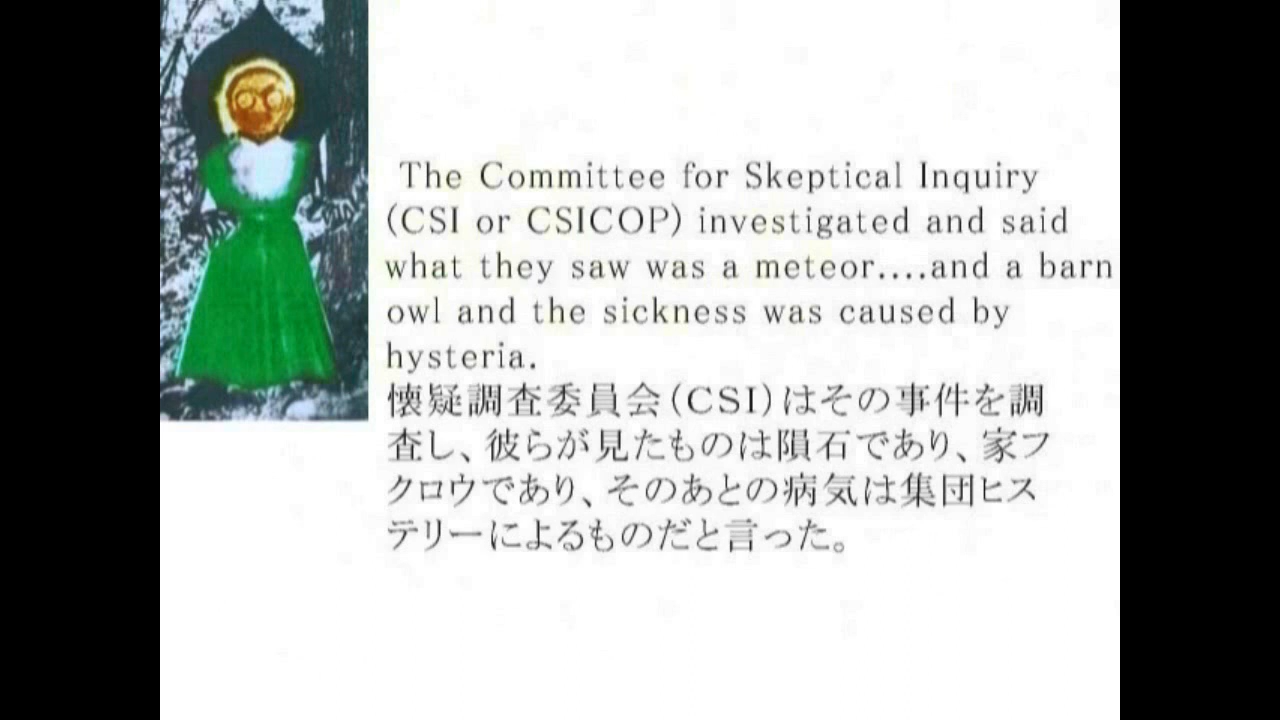 The Committee for Skeptical Inquiry
(CSI or CSICOP) investigated and said
what they saw was a meteor....and a barn
owl and the sickness was caused by
hysteria.
懐疑調査委員会(CSI)はその事件を調
査し、彼らが見たものは隕石であり、家フ
クロウであり、そのあとの病気は集団ヒス
テリーによるものだと言った。